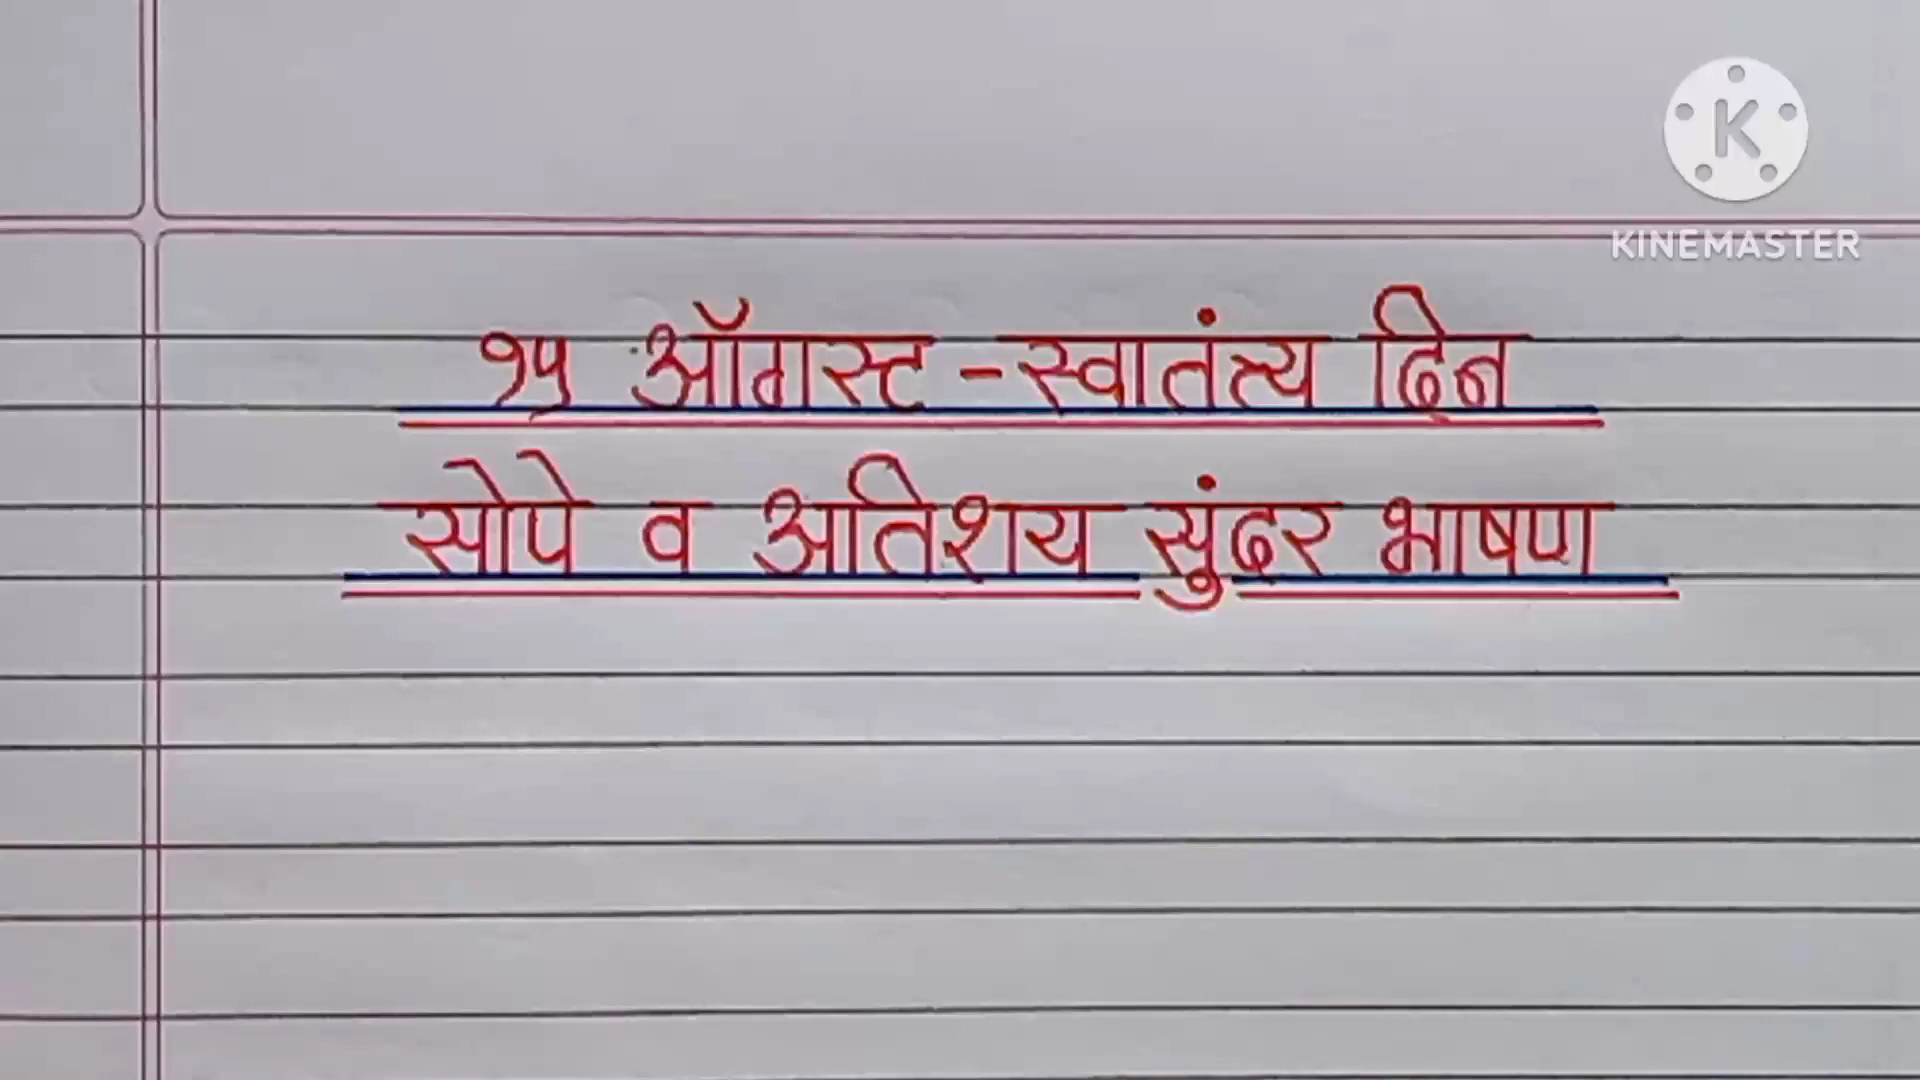 KINEMASTER
१५ ऑगस्ट - स्वातंत्र्य दिन
सोपे व अतिशय सुंदर भाषण